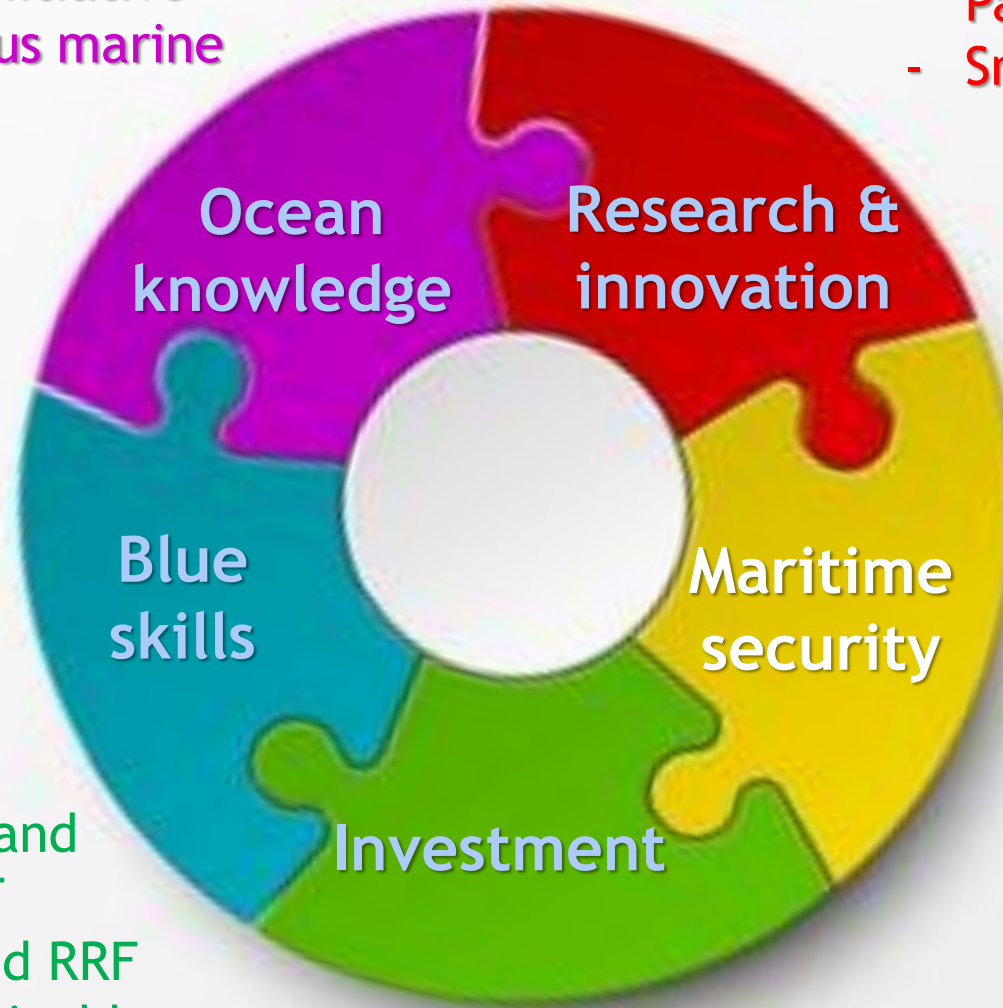 us marine
-
Ocean
knowledge
Research &
innovation
Blue
skills
Maritime
security
Investment
and
d RRF